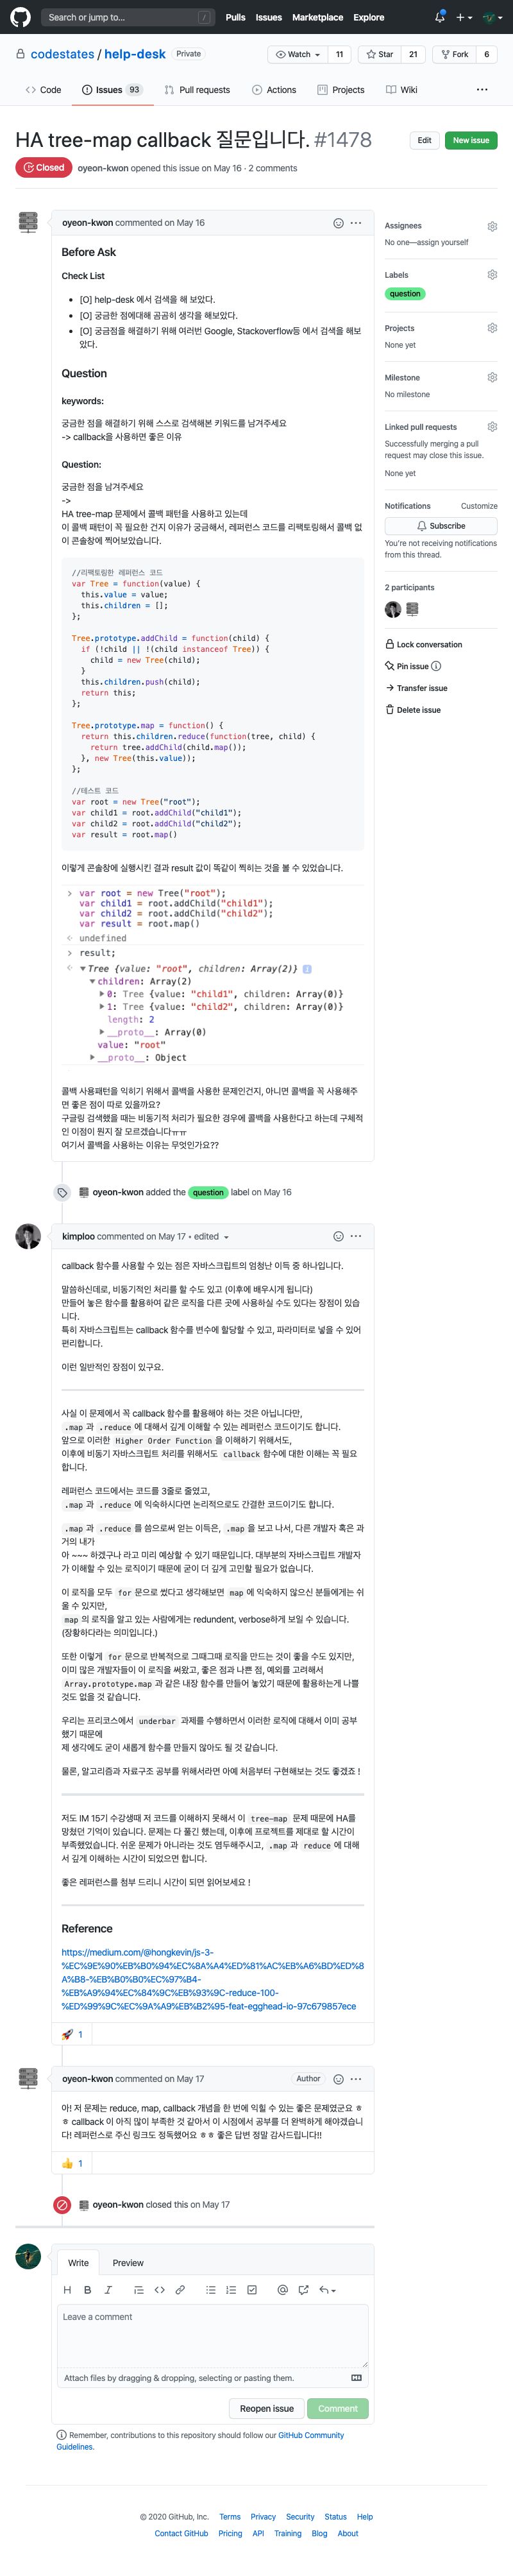 Search or jump to...
/
Pulls Issues Marketplace Explore
codestates / help-desk Private
Watch 11 Star 21 Fork 6
Code Issues 93 Pull requests Actions Projects Wiki
HA tree-map callback 질문입니다. #1478
Edit New issue
Closed oyeon-kwon opened this issue on May 16 · 2 comments
oyeon-kwon commented on May 16
Before Ask
Check List
[O] help-desk 에서 검색을 해 보았다.
[O] 궁금한 점에대해 곰곰히 생각을 해보았다.
[O] 궁금점을 해결하기 위해 여러번 Google, Stackoverflow등 에서 검색을 해보
았다.
Question
keywords:
궁금한 점을 해결하기 위해 스스로 검색해본 키워드를 남겨주세요
-> callback을 사용하면 좋은 이유
Question:
궁금한 점을 남겨주세요
->
HA tree-map 문제에서 콜백 패턴을 사용하고 있는데
이 콜백 패턴이 꼭 필요한 건지 이유가 궁금해서, 레퍼런스 코드를 리팩토링해서 콜백 없
이 콘솔창에 찍어보았습니다.
//리팩토링한 레퍼런스 코드
var Tree = function(value) {
this.value = value;
this.children = [];
};
Tree.prototype.addChild = function(child) {
if (!child || !(child instanceof Tree)) {
child = new Tree(child);
}
this.children.push(child);
return this;
};
Tree.prototype.map = function() {
return this.children.reduce(function(tree, child) {
return tree.addChild(child.map());
}, new Tree(this.value));
};
//테스트 코드
var root = new Tree("root");
var child1 = root.addChild("child1");
var child2 = root.addChild("child2");
var result = root.map()
이렇게 콘솔창에 실행시킨 결과 result 값이 똑같이 찍히는 것을 볼 수 있었습니다.
> var root = new Tree("root");
var child1 = root.addChild("child1");
var child2 = root.addChild("child2");
var result = root.map()
undefined
> result;
Tree {value: "root", children: Array(2)}
children: Array(2)
0: Tree {value: "child1", children: Array(0)}
1: Tree {value: "child2", children: Array(0)}
length: 2
__proto__: Array(0)
value: "root"
__proto__: Object
콜백 사용패턴을 익히기 위해서 콜백을 사용한 문제인건지, 아니면 콜백을 꼭 사용해주
면 좋은 점이 따로 있을까요?
구글링 검색했을 때는 비동기적 처리가 필요한 경우에 콜백을 사용한다고 하는데 구체적
인 이점이 뭔지 잘 모르겠습니다ㅠㅠ
여기서 콜백을 사용하는 이유는 무엇인가요??
oyeon-kwon added the question label on May 16
kimploo commented on May 17 • edited
callback 함수를 사용할 수 있는 점은 자바스크립트의 엄청난 이득 중 하나입니다.
말씀하신데로, 비동기적인 처리를 할 수도 있고 (이후에 배우시게 됩니다)
만들어 놓은 함수를 활용하여 같은 로직을 다른 곳에 사용하실 수도 있다는 장점이 있습니
다.
특히 자바스크립트는 callback 함수를 변수에 할당할 수 있고, 파라미터로 넣을 수 있어
편리합니다.
이런 일반적인 장점이 있구요.
사실 이 문제에서 꼭 callback 함수를 활용해야 하는 것은 아닙니다만,
.map 과 .reduce 에 대해서 깊게 이해할 수 있는 레퍼런스 코드이기도 합니다.
앞으로 이러한 Higher Order Function 을 이해하기 위해서도,
이후에 비동기 자바스크립트 처리를 위해서도 callback 함수에 대한 이해는 꼭 필요
합니다.
레퍼런스 코드에서는 코드를 3줄로 줄였고,
.map 과 .reduce 에 익숙하시다면 논리적으로도 간결한 코드이기도 합니다.
.map 과 .reduce 를 씀으로써 얻는 이득은, .map 을 보고 나서, 다른 개발자 혹은 과
거의 내가
아 ~~~ 하겠구나 라고 미리 예상할 수 있기 때문입니다. 대부분의 자바스크립트 개발자
가 이해할 수 있는 로직이기 때문에 굳이 더 깊게 고민할 필요가 없습니다.
이 로직을 모두 for 문으로 썼다고 생각해보면 map 에 익숙하지 않으신 분들에게는 쉬
울 수 있지만,
map 의 로직을 알고 있는 사람에게는 redundent, verbose하게 보일 수 있습니다.
(장황하다라는 의미입니다.)
또한 이렇게 for 문으로 반복적으로 그때그때 로직을 만드는 것이 좋을 수도 있지만,
이미 많은 개발자들이 이 로직을 써왔고, 좋은 점과 나쁜 점, 예외를 고려해서
Array.prototype.map 과 같은 내장 함수를 만들어 놓았기 때문에 활용하는게 나쁠
것도 없을 것 같습니다.
우리는 프리코스에서 underbar 과제를 수행하면서 이러한 로직에 대해서 이미 공부
했기 때문에
제 생각에도 굳이 새롭게 함수를 만들지 않아도 될 것 같습니다.
물론, 알고리즘과 자료구조 공부를 위해서라면 아예 처음부터 구현해보는 것도 좋겠죠 !
저도 IM 15기 수강생때 저 코드를 이해하지 못해서 이 tree-map 문제 때문에 HA를
망쳤던 기억이 있습니다. 문제는 다 풀긴 했는데, 이후에 프로젝트를 제대로 할 시간이
부족했었습니다. 쉬운 문제가 아니라는 것도 염두해주시고, .map 과 reduce 에 대해
서 깊게 이해하는 시간이 되었으면 합니다.
좋은 레퍼런스를 첨부 드리니 시간이 되면 읽어보세요 !
Reference
https://medium.com/@hongkevin/js-3-
%EC%9E%90%EB%B0%94%EC%8A%A4%ED%81%AC%EB%A6%BD%ED%8
A%B8-%EB%B0%B0%EC%97%B4-
%EB%A9%94%EC%84%9C%EB%93%9C-reduce-100-
%ED%99%9C%EC%9A%A9%EB%B2%95-feat-egghead-io-97c679857ece
🚀 1
oyeon-kwon commented on May 17 Author
아! 저 문제는 reduce, map, callback 개념을 한 번에 익힐 수 있는 좋은 문제였군요 ㅎ
ㅎ callback 이 아직 많이 부족한 것 같아서 이 시점에서 공부를 더 완벽하게 해야겠습니
다! 레퍼런스로 주신 링크도 정독했어요 ㅎㅎ 좋은 답변 정말 감사드립니다!!
👍 1
oyeon-kwon closed this on May 17
Write Preview
Leave a comment
Attach files by dragging & dropping, selecting or pasting them.
Reopen issue Comment
Remember, contributions to this repository should follow our GitHub Community
Guidelines.
Assignees
No one—assign yourself
Labels
question
Projects
None yet
Milestone
No milestone
Linked pull requests
Successfully merging a pull
request may close this issue.
None yet
Notifications Customize
Subscribe
You're not receiving notifications
from this thread.
2 participants
Lock conversation
Pin issue
Transfer issue
Delete issue
© 2020 GitHub, Inc. Terms Privacy Security Status Help
Contact GitHub Pricing API Training Blog About